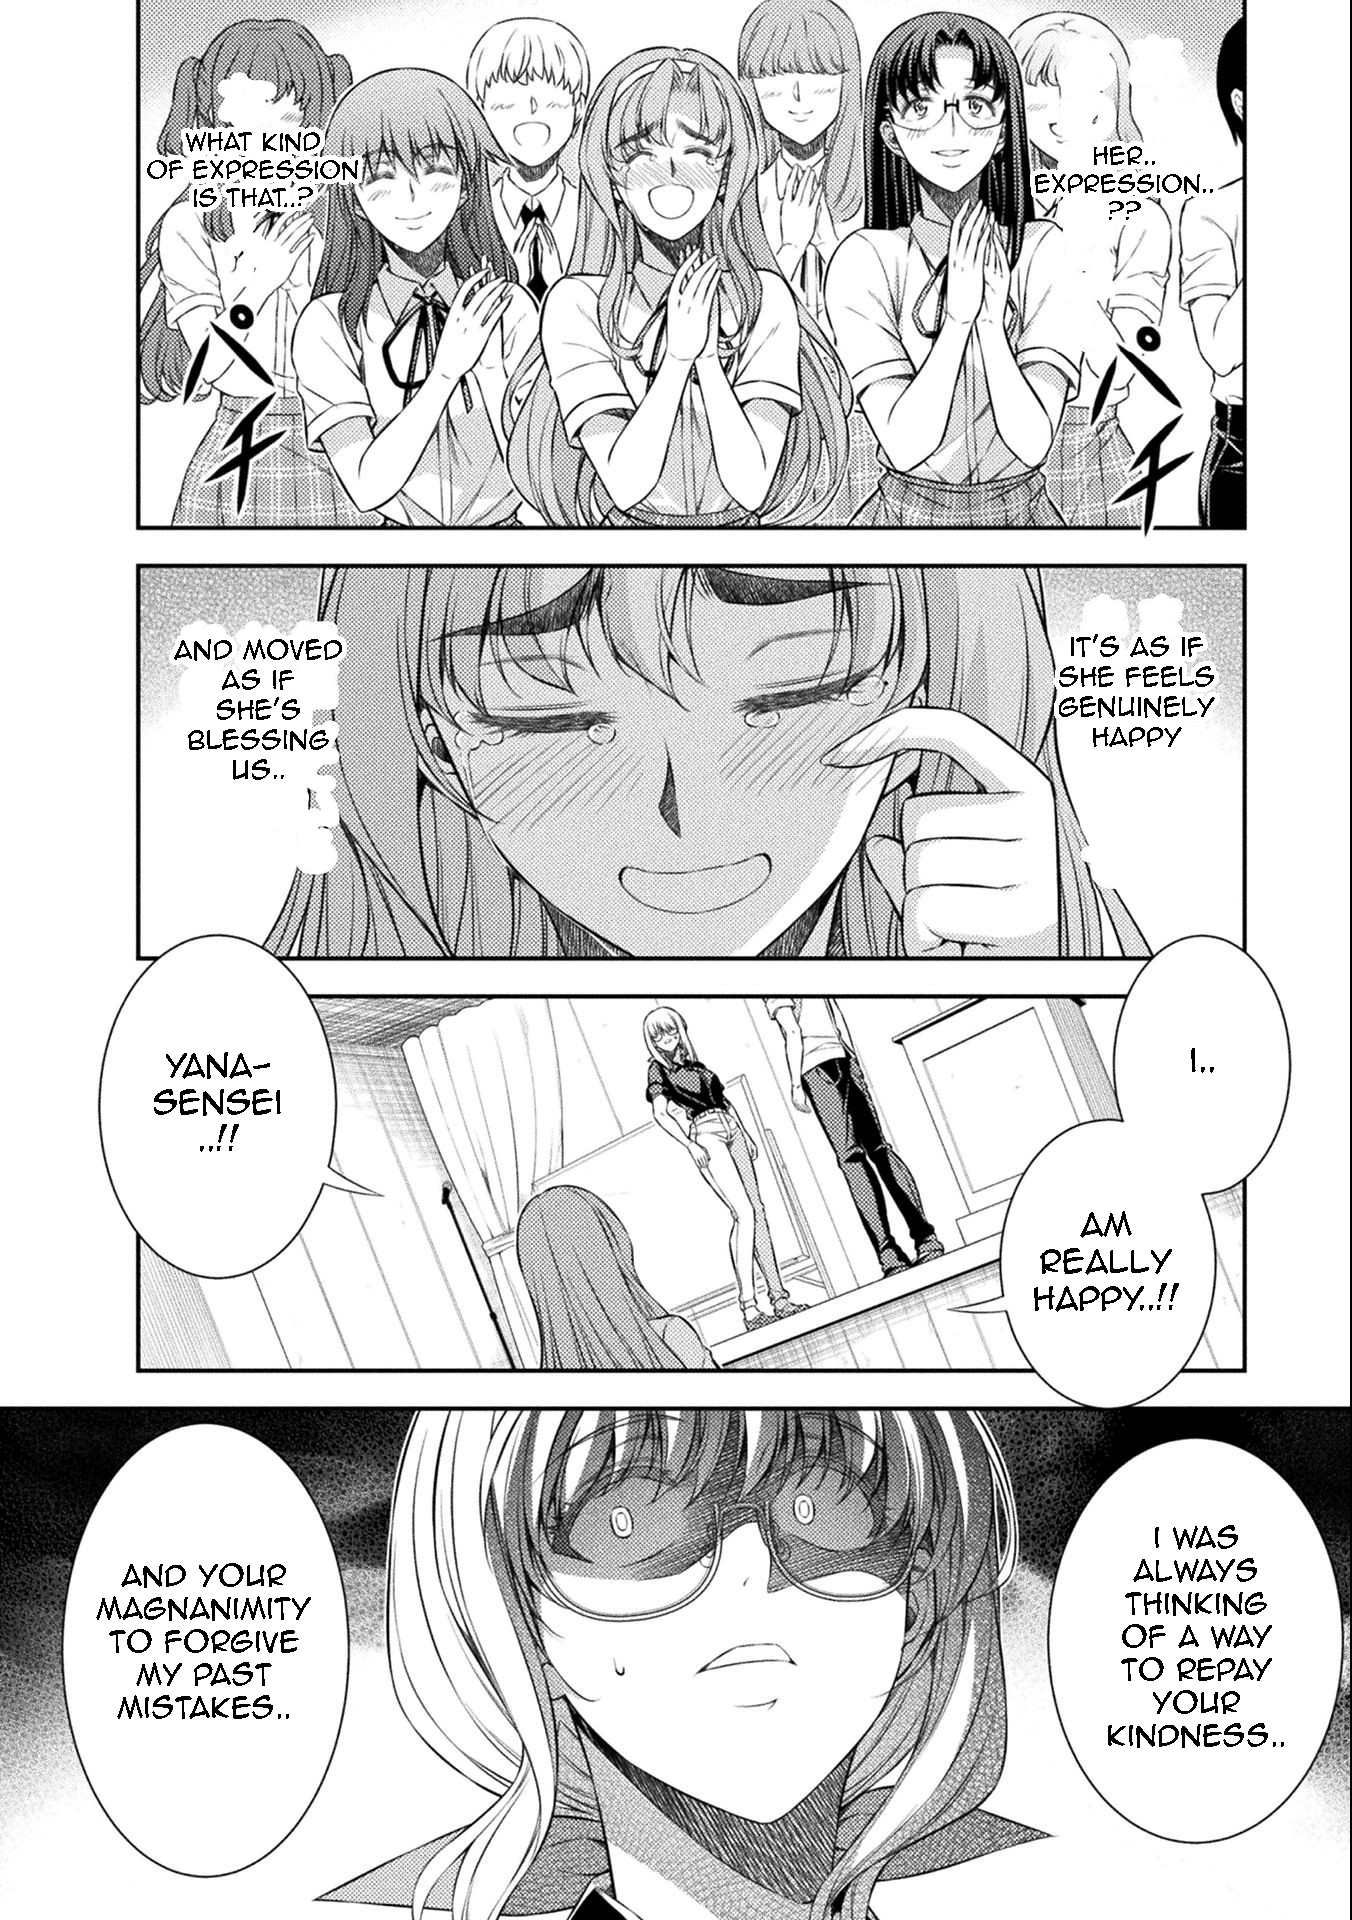 HER..
EXPRESSION..
??
WHAT KIND
OF EXPRESSION
IS THAT..?
パチ
パチ
IT'S AS IF
SHE FEELS
GENUINELY
HAPPY
AND MOVED
AS IF
SHE'S
BLESSING
US..
I..
AM
REALLY
HAPPY..!!
YANA-
SENSEI
..!!
I WAS
ALWAYS
THINKING
OF A WAY
TO REPAY
YOUR
KINDNESS..
AND YOUR
MAGNANIMITY
TO FORGIVE
MY PAST
MISTAKES..